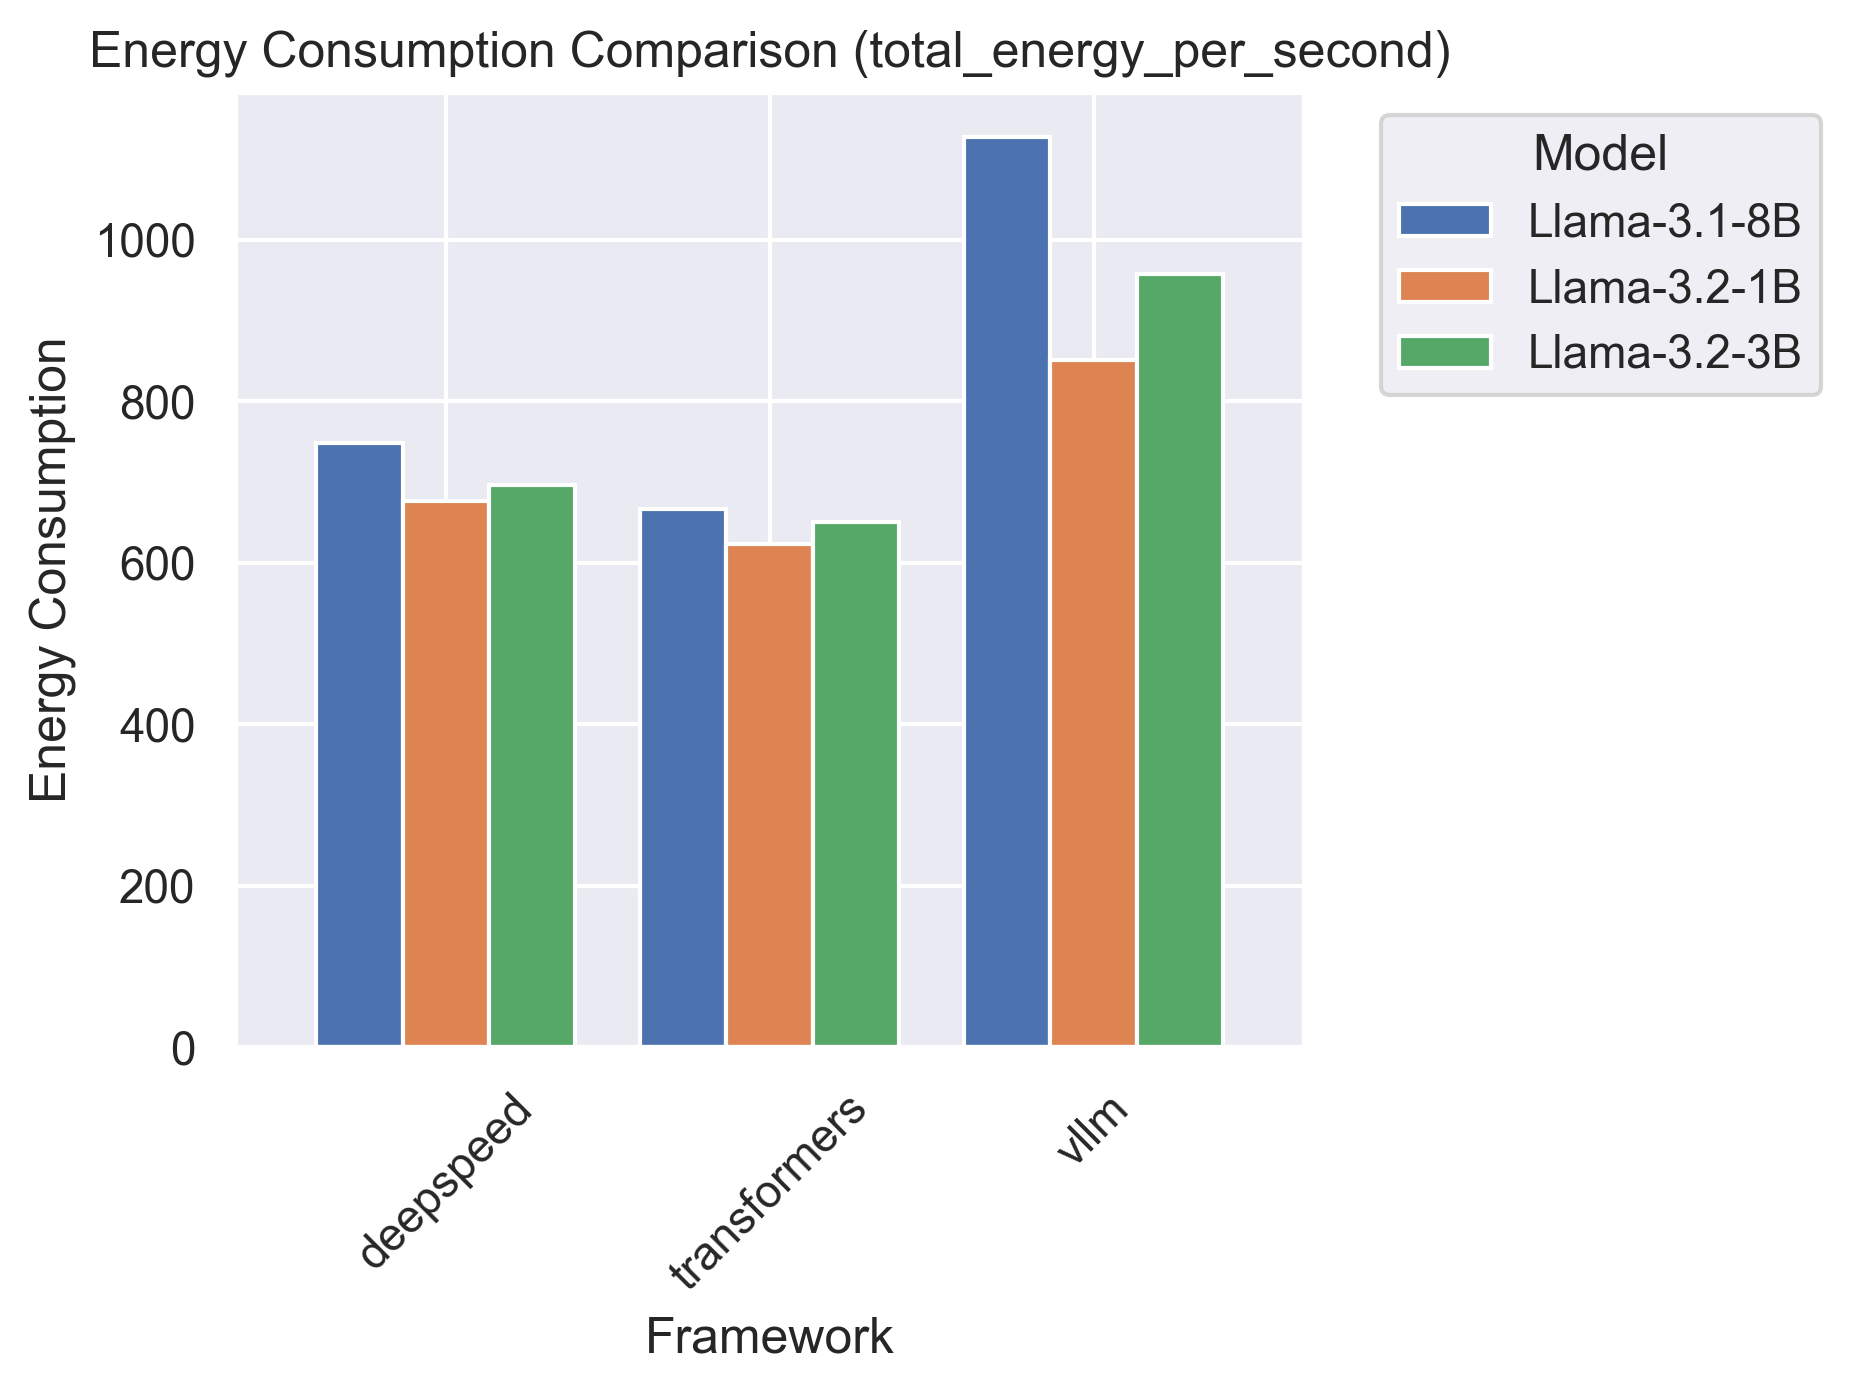 Energy Consumption Comparison (total_energy_per_second)
Energy Consumption
1000
800
600
400
200
0
deepspeed
transformers
vllm
Framework
Model
Llama-3.1-8B
Llama-3.2-1B
Llama-3.2-3B